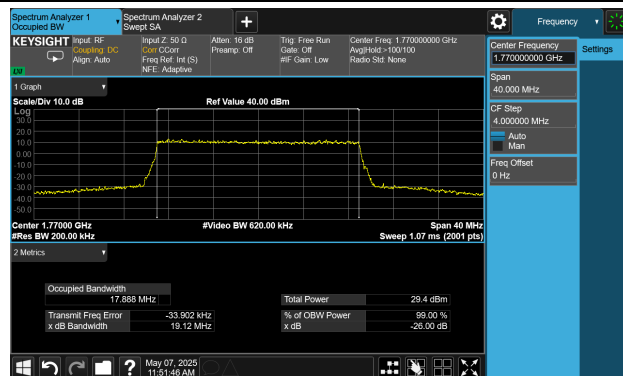 Spectrum Analyzer 1
Occupied BW
Spectrum Analyzer 2
Swept SA
Frequency
KEYSIGHT
Input: RF
Coupling: DC
Align: Auto
Input Z: 50 Ω
Corr CCorr
Freq Ref: Int (S)
NFE: Adaptive
Atten: 16 dB
Preamp: Off
Trig: Free Run
Gate: Off
#IF Gain: Low
Center Freq: 1.770000000 GHz
Avg|Hold:>100/100
Radio Std: None
Center Frequency
1.770000000 GHz
Settings
Span
40.000 MHz
CF Step
4.000000 MHz
Auto
Man
Freq Offset
0 Hz
1 Graph
Scale/Div 10.0 dB
Ref Value 40.00 dBm
Log
30.0
20.0
10.0
0.00
-10.0
-20.0
-30.0
-40.0
-50.0
Center 1.77000 GHz
#Video BW 620.00 kHz
Span 40 MHz
#Res BW 200.00 kHz
Sweep 1.07 ms (2001 pts)
2 Metrics
Occupied Bandwidth
17.888 MHz
Total Power
29.4 dBm
Transmit Freq Error
-33.902 kHz
% of OBW Power
99.00 %
x dB Bandwidth
19.12 MHz
x dB
-26.00 dB
?
May 07, 2025
11:51:46 AM